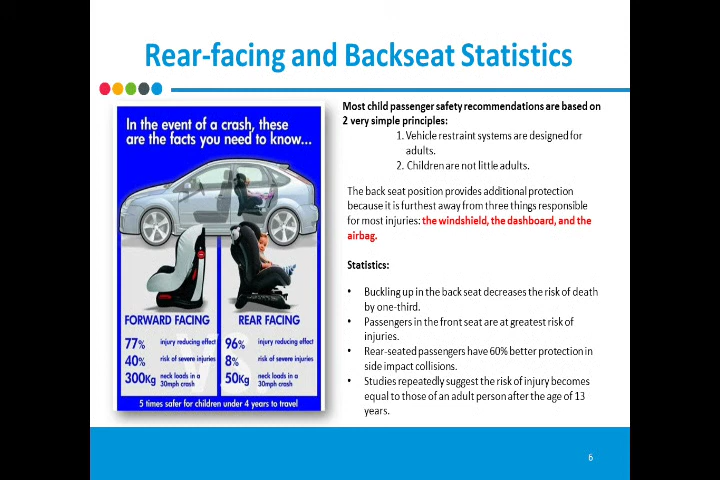 Rear-facing and Backseat Statistics
In the event of a crash, these
are the facts you need to know...
FORWARD FACING
77% injury reducing effect
40% risk of severe injuries
300Kg neck loads in a
30mph crash
VS
REAR FACING
96% injury reducing effect
8% risk of severe injuries
50Kg neck loads in a
30mph crash
5 times safer for children under 4 years to travel
Most child passenger safety recommendations are based on
2 very simple principles:
1. Vehicle restraint systems are designed for
adults.
2. Children are not little adults.
The back seat position provides additional protection
because it is furthest away from three things responsible
for most injuries: the windshield, the dashboard, and the
airbag.
Statistics:
• Buckling up in the back seat decreases the risk of death
by one-third.
• Passengers in the front seat are at greatest risk of
injuries.
• Rear-seated passengers have 60% better protection in
side impact collisions.
• Studies repeatedly suggest the risk of injury becomes
equal to those of an adult person after the age of 13
years.
6